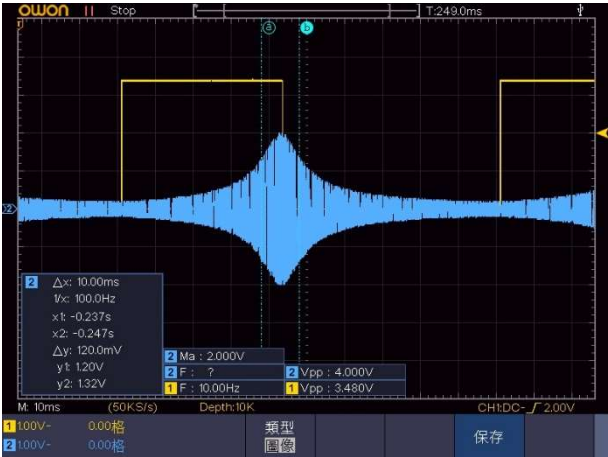 OWON Stop T:249.0ms
a b
2
2 △x: 10.00ms
1/x: 100.0Hz
x1: -0.237s
x2: -0.247s
△y: 120.0mV
y1: 1.20V
y2: 1.32V
2 Ma : 2.000V
2 F : ? 2 Vpp : 4.000V
1 F : 10.00Hz 1 Vpp : 3.480V
M: 10ms (50KS/s) Depth:10K CH1:DC- 2.00V
1 1.00V~ 0.00格 類型 保存
2 1.00V~ 0.00格 圖像